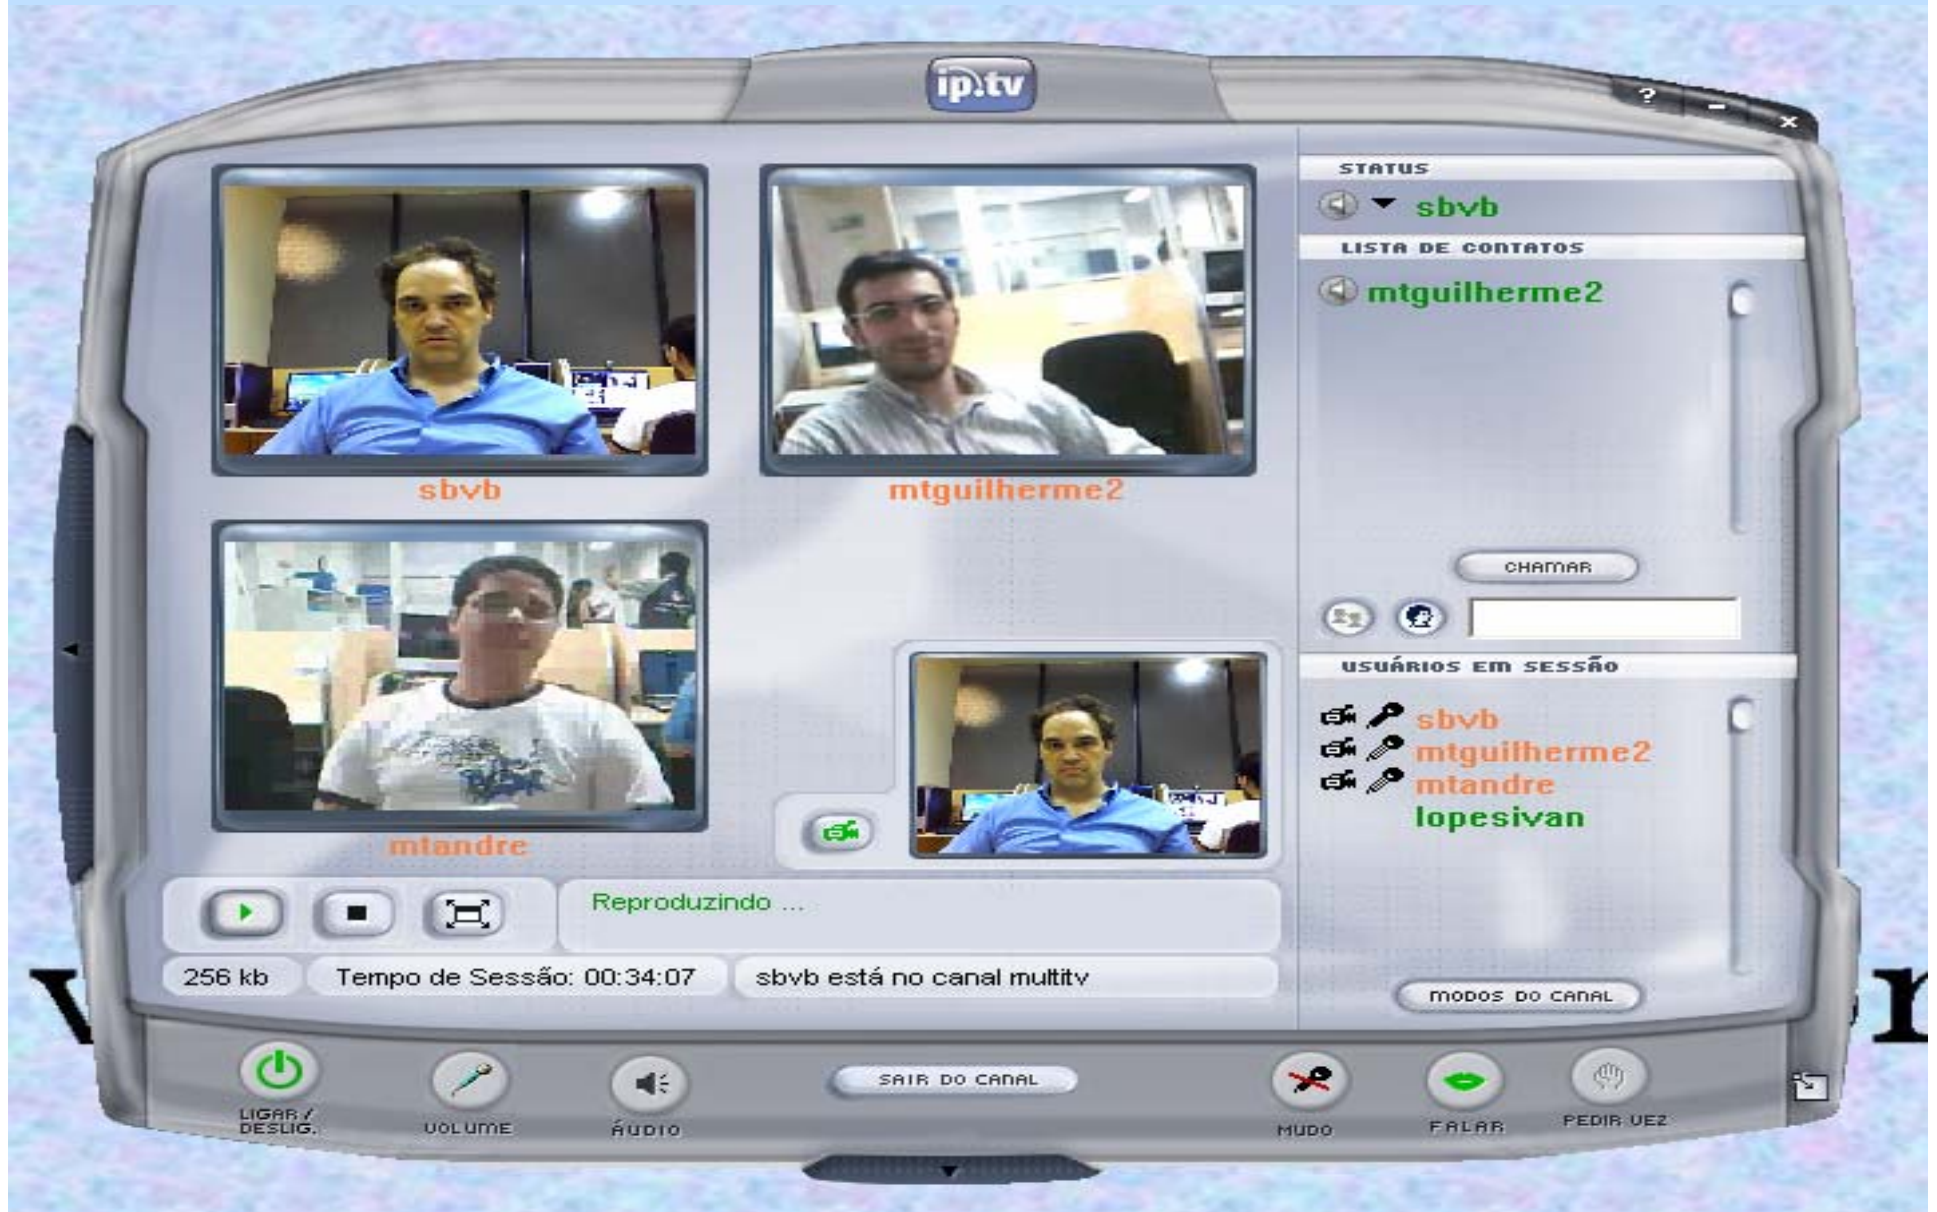 ip.tv
?
STATUS
sbvb
LISTA DE CONTATOS
mtguilherme2
sbvb
mtguilherme2
CHAMAR
USUÁRIOS EM SESSÃO
sbvb
mtguilherme2
mtandre
lopesivan
mtandre
Reproduzindo ...
256 kb
Tempo de Sessão: 00:34:07
sbvb está no canal multitv
MODOS DO CANAL
LIGAR /
DESLIG.
VOLUME
ÁUDIO
SAIR DO CANAL
MUDO
FALAR
PEDIR VEZ